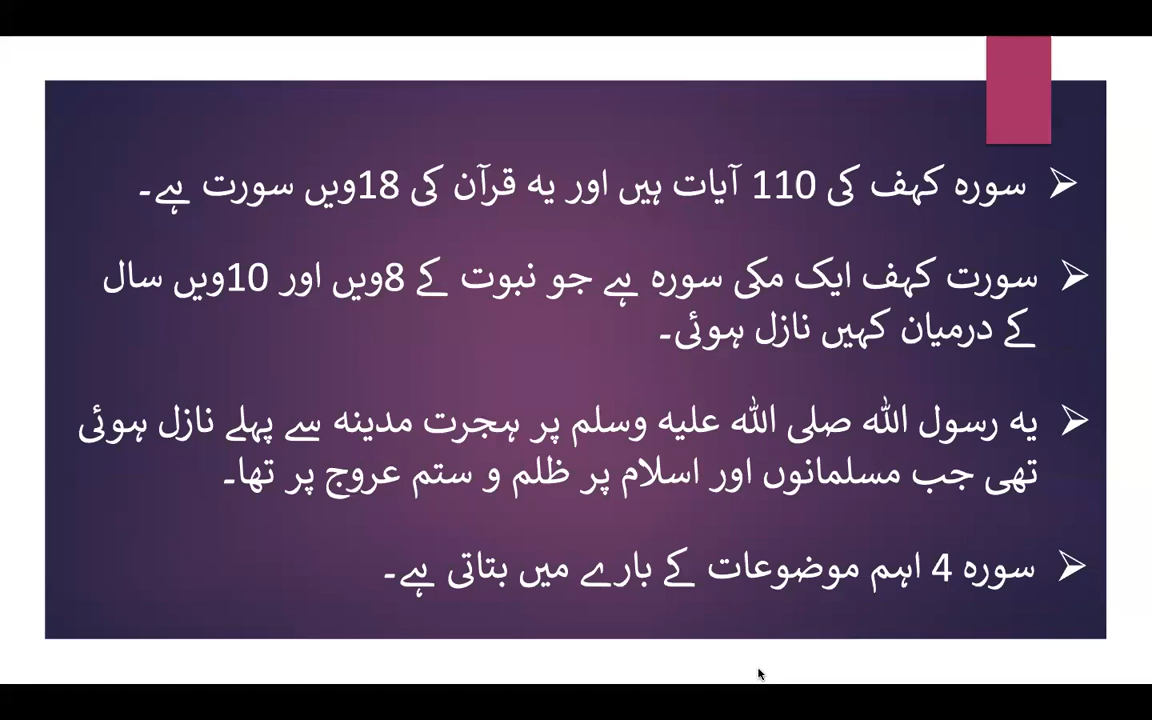 سورہ کہف کی 110 آیات ہیں اور یہ قرآن کی 18ویں سورت ہے۔
سورت کہف ایک مکی سورہ ہے جو نبوت کے 8ویں اور 10ویں سال
کے درمیان کہیں نازل ہوئی۔
یہ رسول اللہ صلی اللہ علیہ وسلم پر ہجرت مدینہ سے پہلے نازل ہوئی
تھی جب مسلمانوں اور اسلام پر ظلم و ستم عروج پر تھا۔
سورہ 4 اہم موضوعات کے بارے میں بتاتی ہے۔